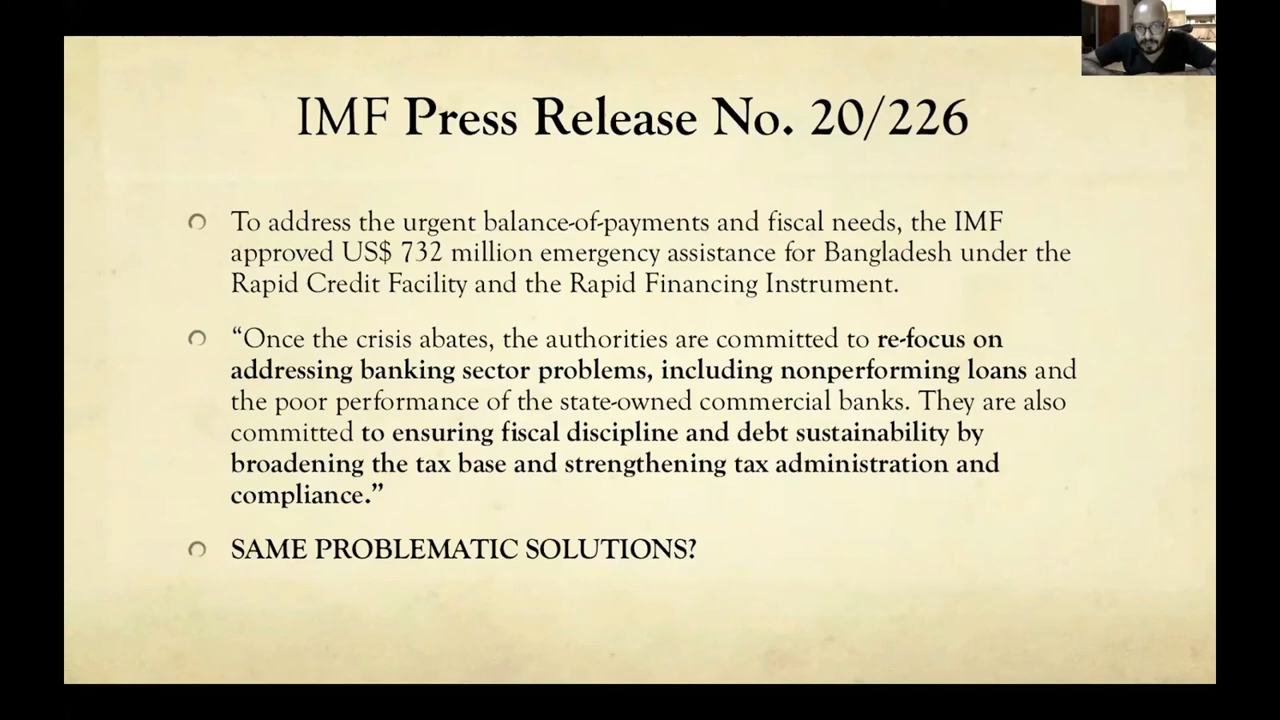 IMF Press Release No. 20/226
To address the urgent balance-of-payments and fiscal needs, the IMF
approved US$ 732 million emergency assistance for Bangladesh under the
Rapid Credit Facility and the Rapid Financing Instrument.
“Once the crisis abates, the authorities are committed to re-focus on
addressing banking sector problems, including nonperforming loans and
the poor performance of the state-owned commercial banks. They are also
committed to ensuring fiscal discipline and debt sustainability by
broadening the tax base and strengthening tax administration and
compliance.”
SAME PROBLEMATIC SOLUTIONS?